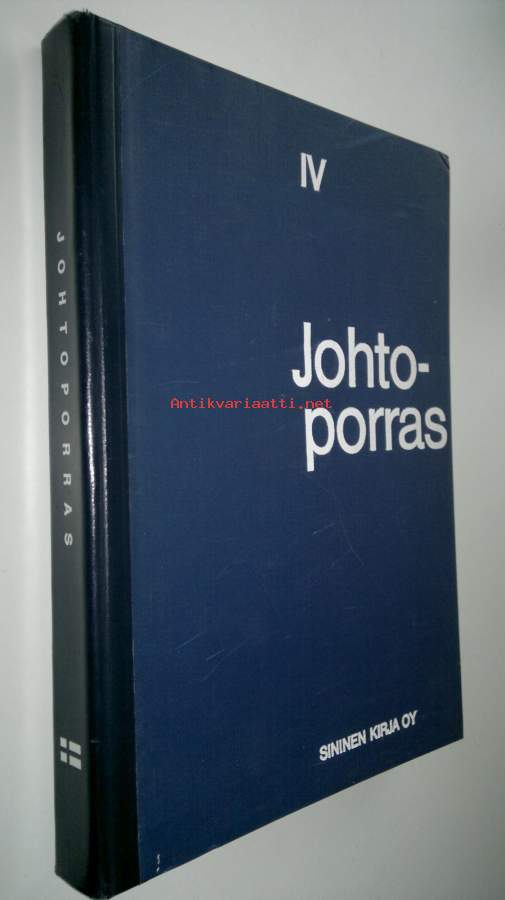 IV
Johto-
porras
SININEN KIRJA OY
JOHTOPORRAS
Antikvariaatti.net